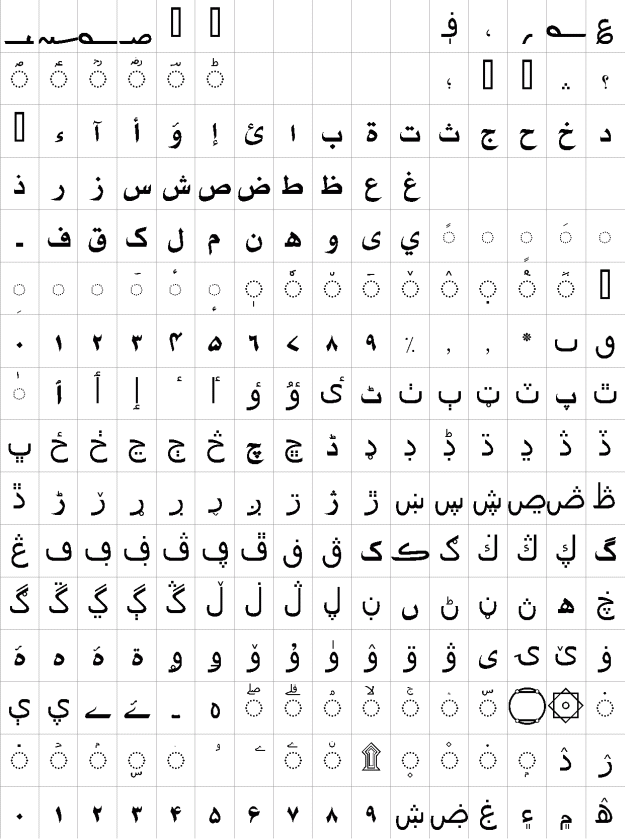 ؀ ؁ ؂ ؃ ؋ ، ؍ ؎ ؏
◌ؐ ◌ؑ ◌ؒ ◌ؓ ◌ؔ ◌ؕ ؛ ؞ ؟
ء آ أ ؤ إ ئ ا ب ة ت ث ج ح خ د
ذ ر ز س ش ص ض ط ظ ع غ
ـ ف ق ک ل م ن ه و ى ي ◌ً ◌ٌ ◌ٍ ◌َ ◌ُ
◌ِ ◌ّ ◌ْ ◌ٓ ◌ٔ ◌ٕ ◌ٖ ◌ٗ ◌٘ ◌ٙ ◌ٚ ◌ٛ ◌ٜ ◌ٝ ◌ٞ
٠ ١ ٢ ٣ ٤ ٥ ٦ ٧ ٨ ٩ ٪ ٫ ٬ ٭ ٮ ٯ
◌ٰ ٱ ٲ ٳ ٴ ٵ ٶ ٷ ٸ ٹ ٺ ٻ ټ ٽ پ ٿ
ڀ ځ ڂ ڃ ڄ څ چ ڇ ڈ ډ ڊ ڋ ڌ ڍ ڎ ڏ
ڐ ڑ ڒ ړ ڔ ڕ ږ ڗ ژ ڙ ښ ڛ ڜ ڝ ڞ ڟ
ڠ ڡ ڢ ڣ ڤ ڥ ڦ ڧ ڨ ک ڪ ګ ڬ ڭ ڮ گ
ڰ ڱ ڲ ڳ ڴ ڵ ڶ ڷ ڸ ڹ ں ڻ ڼ ڽ ھ ڿ
ۀ ہ ۂ ۃ ۄ ۅ ۆ ۇ ۈ ۉ ۊ ۋ ی ۍ ێ ۏ
ې ۑ ے ۓ ۔ ە ◌ۖ ◌ۗ ◌ۘ ◌ۙ ◌ۚ ◌ۛ ◌ۜ ۝ ۞ ◌۟
◌۠ ◌ۡ ◌ۢ ◌ۣ ◌ۤ ۥ ۦ ◌ۧ ◌ۨ ۩ ◌۪ ◌۫ ◌۬ ◌ۭ ۮ ۯ
۰ ۱ ۲ ۳ ۴ ۵ ۶ ۷ ۸ ۹ ۺ ۻ ۼ ۽ ۾ ۿ